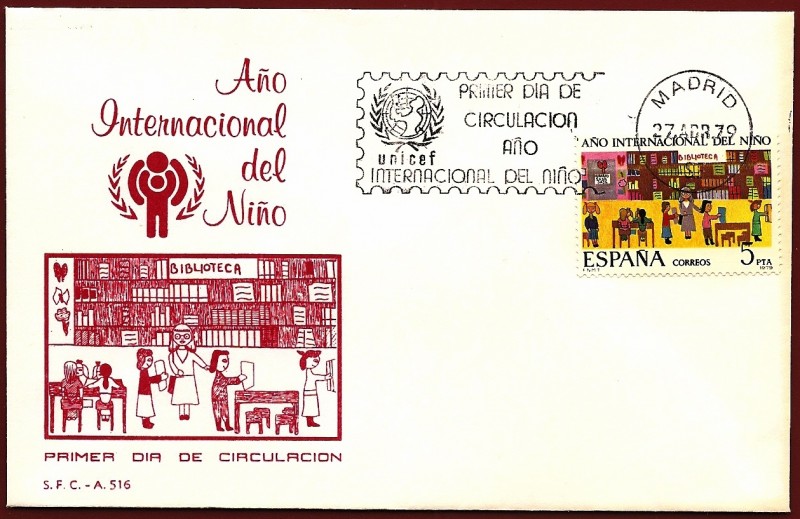 Año
Internacional
del
Niño
BIBLIOTECA
PRIMER DIA DE CIRCULACION
S. F. C. - A. 516
unicef
PRIMER DIA DE
CIRCULACION
AÑO
INTERNACIONAL DEL NIÑO
MADRID
27 ABR 79
AÑO INTERNACIONAL DEL NIÑO
BIBLIOTECA
ESPAÑA CORREOS 5 PTA
FNMT 1979